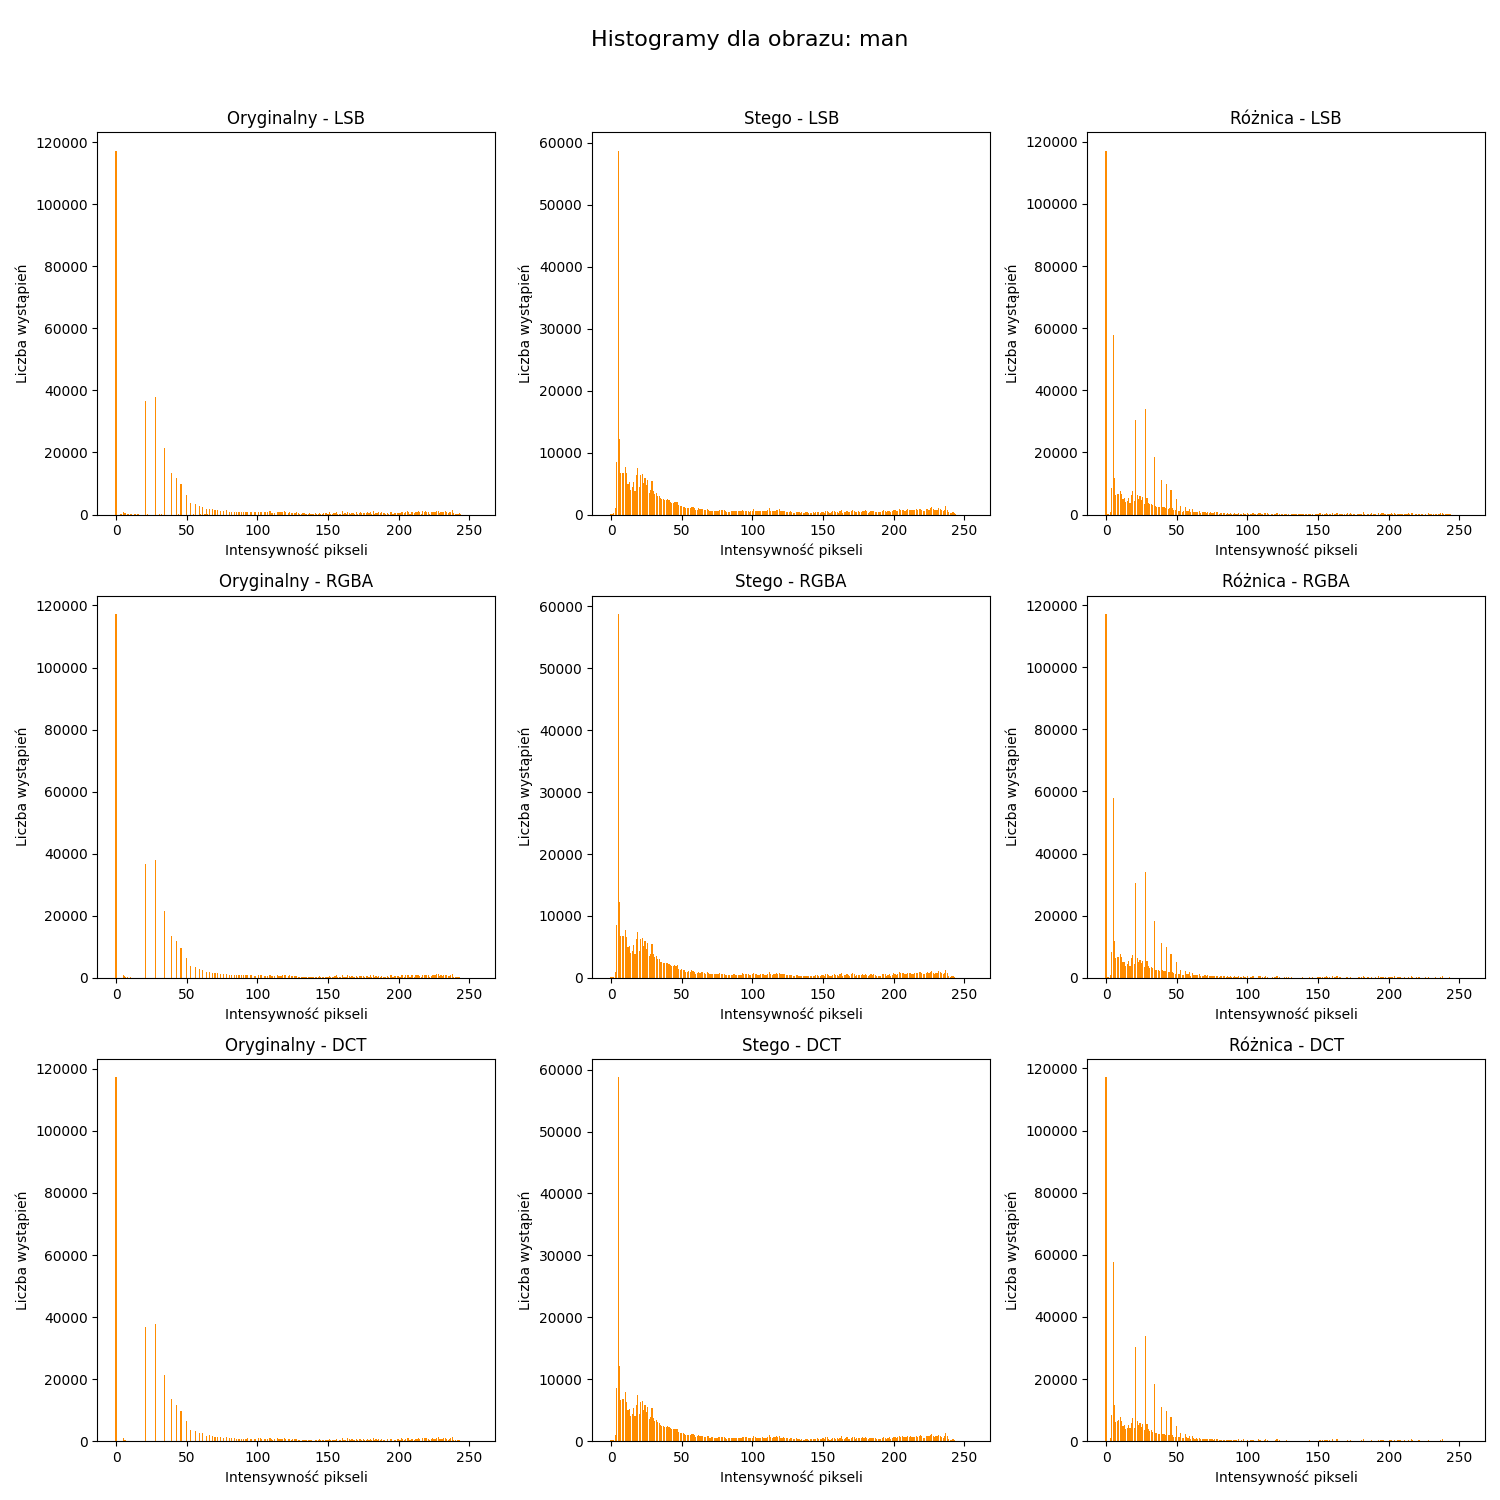 Histogramy dla obrazu: man
Oryginalny - LSB
Liczba wystąpień
120000
100000
80000
60000
40000
20000
0
0 50 100 150 200 250
Intensywność pikseli
Stego - LSB
Liczba wystąpień
60000
50000
40000
30000
20000
10000
0
0 50 100 150 200 250
Intensywność pikseli
Różnica - LSB
Liczba wystąpień
120000
100000
80000
60000
40000
20000
0
0 50 100 150 200 250
Intensywność pikseli
Oryginalny - RGBA
Liczba wystąpień
120000
100000
80000
60000
40000
20000
0
0 50 100 150 200 250
Intensywność pikseli
Stego - RGBA
Liczba wystąpień
60000
50000
40000
30000
20000
10000
0
0 50 100 150 200 250
Intensywność pikseli
Różnica - RGBA
Liczba wystąpień
120000
100000
80000
60000
40000
20000
0
0 50 100 150 200 250
Intensywność pikseli
Oryginalny - DCT
Liczba wystąpień
120000
100000
80000
60000
40000
20000
0
0 50 100 150 200 250
Intensywność pikseli
Stego - DCT
Liczba wystąpień
60000
50000
40000
30000
20000
10000
0
0 50 100 150 200 250
Intensywność pikseli
Różnica - DCT
Liczba wystąpień
120000
100000
80000
60000
40000
20000
0
0 50 100 150 200 250
Intensywność pikseli